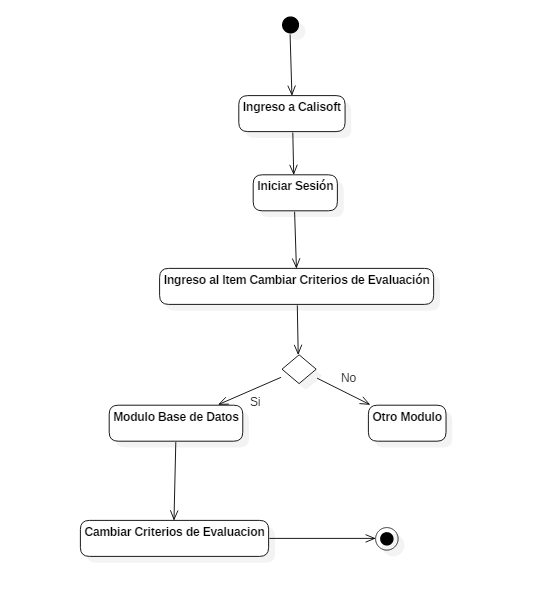 Ingreso a Calisoft
Iniciar Sesión
Ingreso al Item Cambiar Criterios de Evaluación
No
Si
Modulo Base de Datos
Otro Modulo
Cambiar Criterios de Evaluacion